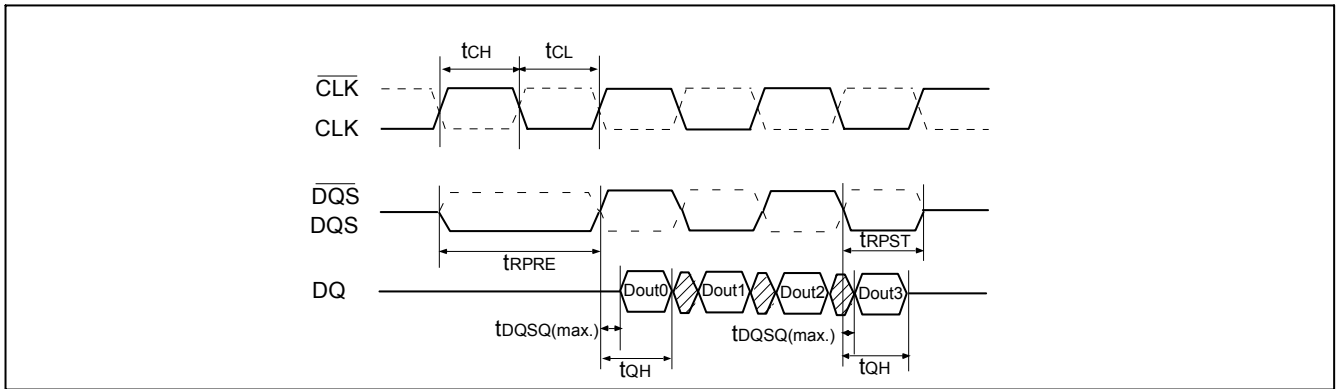 tCH tCL
CLK
CLK
DQS
DQS
tRPRE
tRPST
DQ
Dout0 Dout1 Dout2 Dout3
tDQSQ(max.) tDQSQ(max.)
tQH tQH